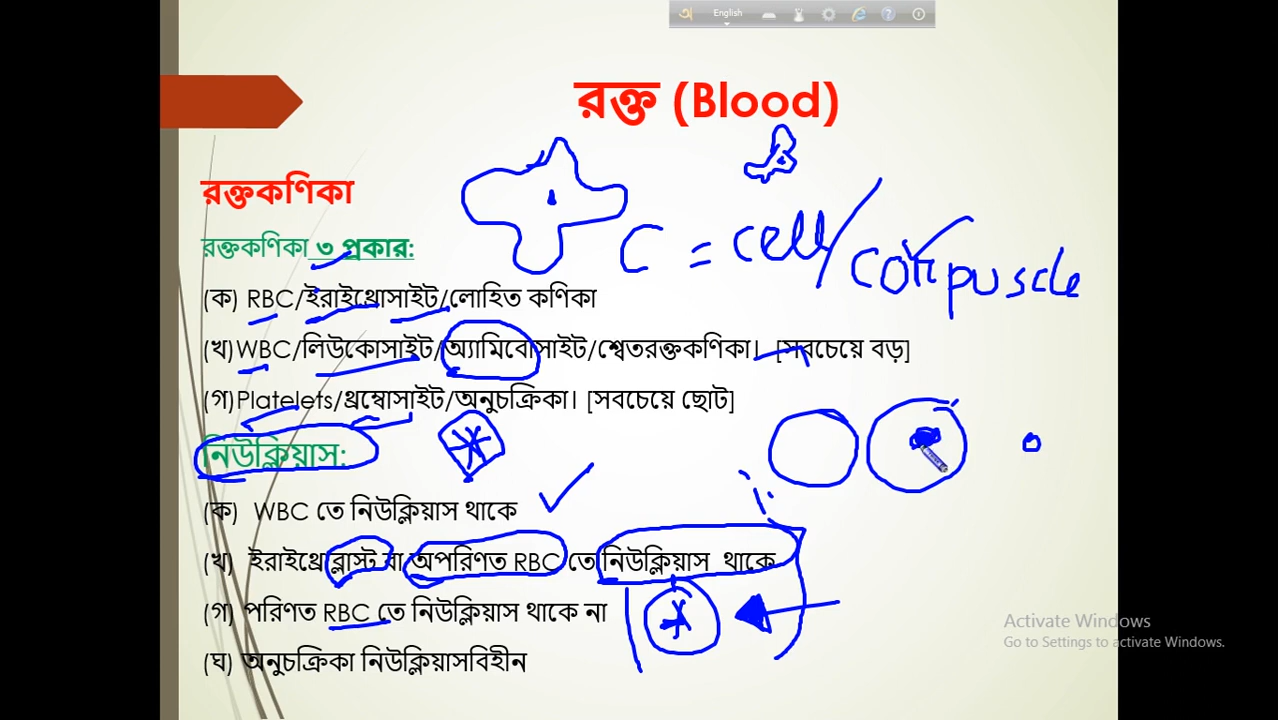 English
রক্ত (Blood)
রক্তকণিকা
রক্তকণিকা ৩ প্রকার:
C = cell/corpuscle
(ক) RBC/ইরাইথ্রোসাইট/লোহিত কণিকা
(খ)WBC/লিউকোসাইট/অ্যামিবোসাইট/শ্বেতরক্তকণিকা। [সবচেয়ে বড়]
(গ)Platelets/থ্রম্বোসাইট/অনুচক্রিকা। [সবচেয়ে ছোট]
নিউক্লিয়াস:
(ক) WBC তে নিউক্লিয়াস থাকে
(খ) ইরাইথ্রোব্লাস্ট বা অপরিণত RBC তে নিউক্লিয়াস থাকে
(গ) পরিণত RBC তে নিউক্লিয়াস থাকে না
(ঘ) অনুচক্রিকা নিউক্লিয়াসবিহীন
Activate Windows
Go to Settings to activate Windows.